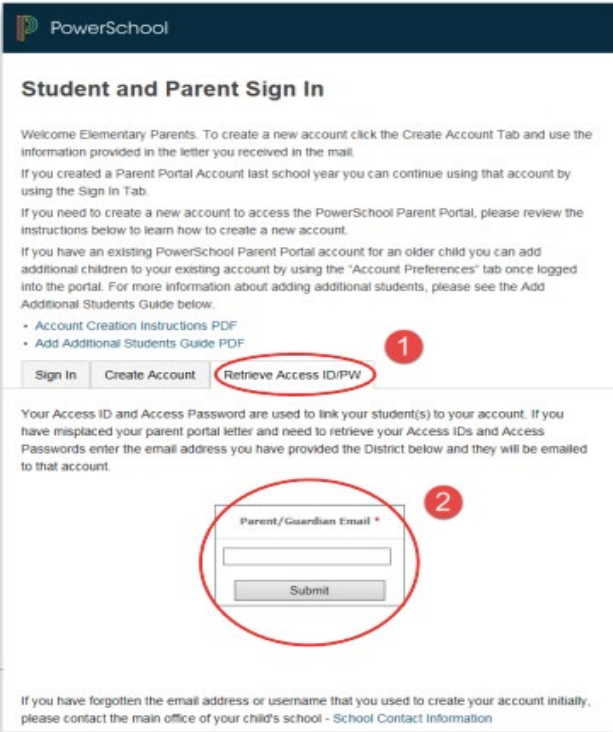 PowerSchool
Student and Parent Sign In
Welcome Elementary Parents. To create a new account click the Create Account Tab and use the
information provided in the letter you received in the mail.
If you created a Parent Portal Account last school year you can continue using that account by
using the Sign In Tab.
If you need to create a new account to access the PowerSchool Parent Portal, please review the
instructions below to learn how to create a new account.
If you have an existing PowerSchool Parent Portal account for an older child you can add
additional children to your existing account by using the "Account Preferences" tab once logged
into the portal. For more information about adding additional students, please see the Add
Additional Students Guide below.
• Account Creation Instructions PDF
• Add Additional Students Guide PDF
1
Sign In Create Account Retrieve Access ID/PW
Your Access ID and Access Password are used to link your student(s) to your account. If you
have misplaced your parent portal letter and need to retrieve your Access IDs and Access
Passwords enter the email address you have provided the District below and they will be emailed
to that account.
2
Parent/Guardian Email *
Submit
If you have forgotten the email address or username that you used to create your account initially,
please contact the main office of your child's school - School Contact Information